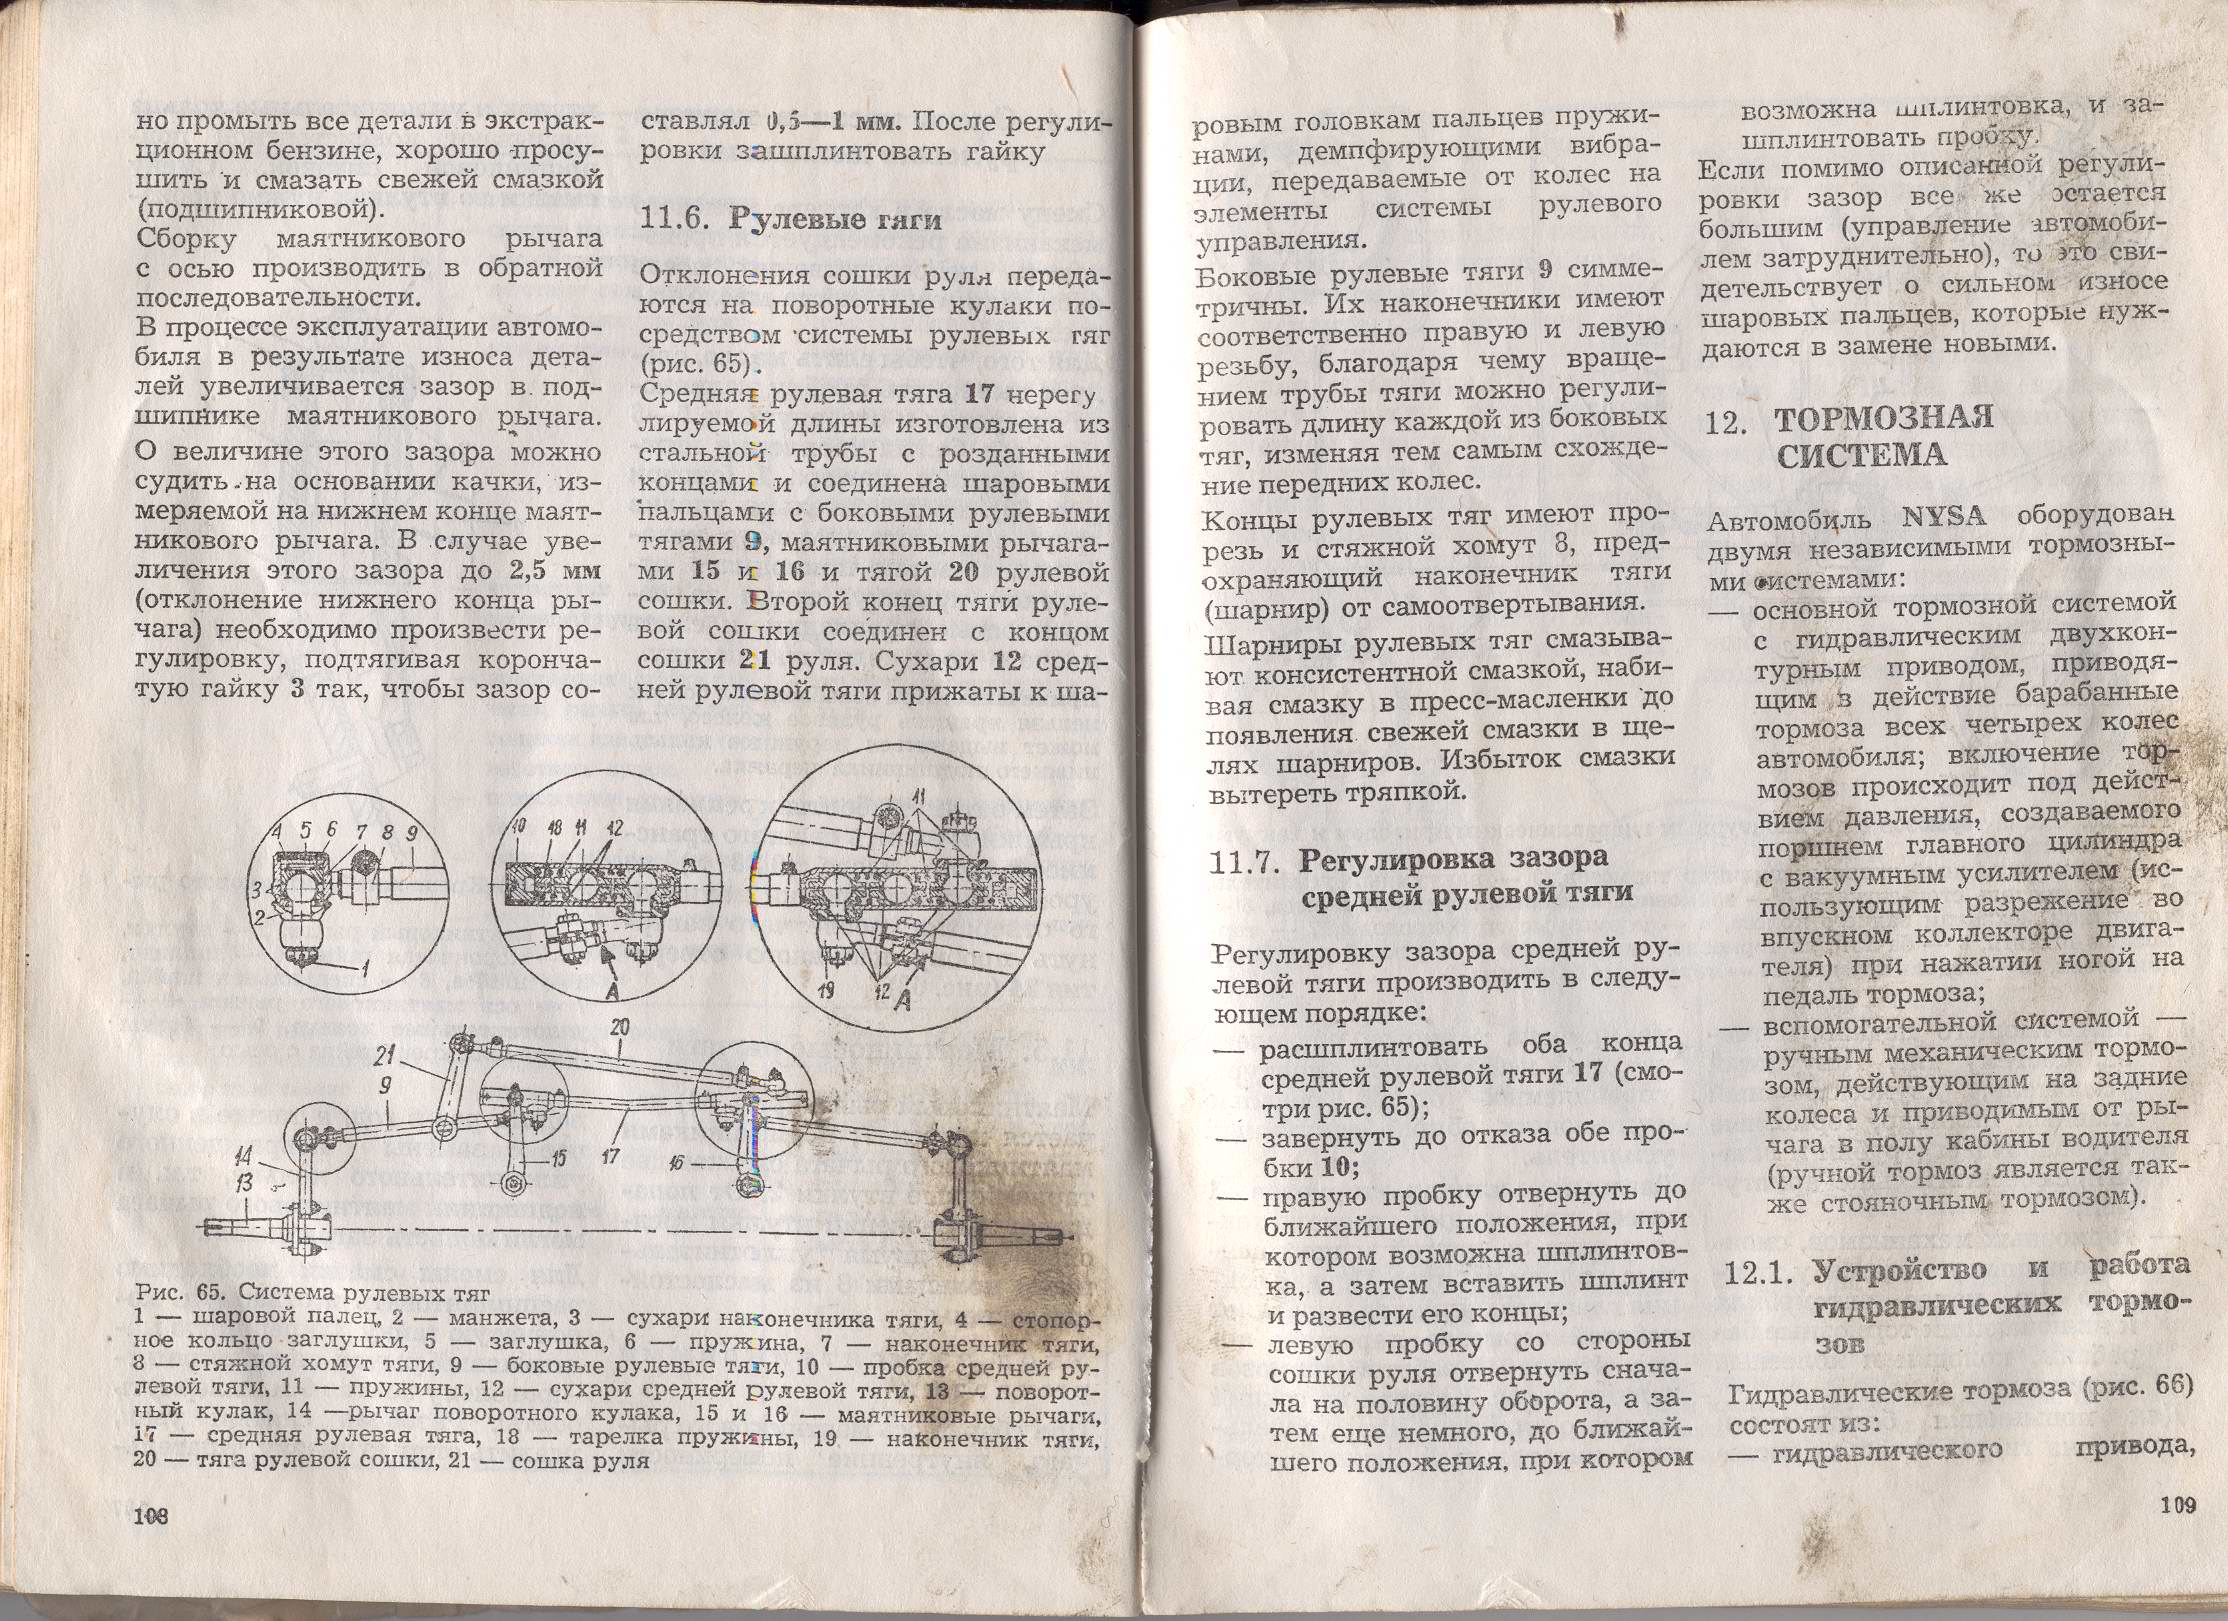 но промыть все детали в экстрак-
ционном бензине, хорошо просу-
шить и смазать свежей смазкой
(подшипниковой).
Сборку маятникового рычага
с осью производить в обратной
последовательности.
В процессе эксплуатации автомо-
биля в результате износа дета-
лей увеличивается зазор в под-
шипнике маятникового рычага.
О величине этого зазора можно
судить на основании качки, из-
меряемой на нижнем конце маят-
никового рычага. В случае уве-
личения этого зазора до 2,5 мм
(отклонение нижнего конца ры-
чага) необходимо произвести ре-
гулировку, подтягивая корончa-
тую гайку 3 так, чтобы зазор со-
ставлял 0,5—1 мм. После регули-
ровки зашплинтовать гайку
11.6. Рулевые тяги
Отклонения сошки руля переда-
ются на поворотные кулаки по-
средством системы рулевых тяг
(рис. 65).
Средняя рулевая тяга 17 нерегу
лируемой длины изготовлена из
стальной трубы с розданными
концами и соединена шаровыми
пальцами с боковыми рулевыми
тягами 9, маятниковыми рычага-
ми 15 и 16 и тягой 20 рулевой
сошки. Второй конец тяги руле-
вой сошки соединен с концом
сошки 21 руля. Сухари 12 сред-
ней рулевой тяги прижаты к ша-
4 5 6 7 8 9
3
2
1
10 18 11 12
А
11
19 12 А
20
21
9
14
13
15 17 16
Рис. 65. Система рулевых тяг
1 — шаровой палец, 2 — манжета, 3 — сухари наконечника тяги, 4 — стопор-
ное кольцо заглушки, 5 — заглушка, 6 — пружина, 7 — наконечник тяги,
8 — стяжной хомут тяги, 9 — боковые рулевые тяги, 10 — пробка средней ру-
левой тяги, 11 — пружины, 12 — сухари средней рулевой тяги, 13 — поворот-
ный кулак, 14 —рычаг поворотного кулака, 15 и 16 — маятниковые рычаги,
17 — средняя рулевая тяга, 18 — тарелка пружины, 19 — наконечник тяги,
20 — тяга рулевой сошки, 21 — сошка руля
108
ровым головкам пальцев пружи-
нами, демпфирующими вибра-
ции, передаваемые от колес на
элементы системы рулевого
управления.
Боковые рулевые тяги 9 симме-
тричны. Их наконечники имеют
соответственно правую и левую
резьбу, благодаря чему враще-
нием трубы тяги можно регули-
ровать длину каждой из боковых
тяг, изменяя тем самым схожде-
ние передних колес.
Концы рулевых тяг имеют про-
резь и стяжной хомут 8, пред-
охраняющий наконечник тяги
(шарнир) от самоотвертывания.
Шарниры рулевых тяг смазыва-
ют консистентной смазкой, наби-
вая смазку в пресс-масленки до
появления свежей смазки в ще-
лях шарниров. Избыток смазки
вытереть тряпкой.
11.7. Регулировка зазора
средней рулевой тяги
Регулировку зазора средней ру-
левой тяги производить в следу-
ющем порядке:
— расшплинтовать оба конца
средней рулевой тяги 17 (смо-
три рис. 65);
— завернуть до отказа обе про-
бки 10;
— правую пробку отвернуть до
ближайшего положения, при
котором возможна шплинтов-
ка, а затем вставить шплинт
и развести его концы;
— левую пробку со стороны
сошки руля отвернуть снача-
ла на половину оборота, а за-
тем еще немного, до ближай-
шего положения, при котором
возможна шплинтовка, и за-
шплинтовать пробку.
Если помимо описанной регули-
ровки зазор все же остается
большим (управление автомоби-
лем затруднительно), то это сви-
детельствует о сильном износе
шаровых пальцев, которые нуж-
даются в замене новыми.
12. ТОРМОЗНАЯ
СИСТЕМА
Автомобиль NYSA оборудован
двумя независимыми тормозны-
ми системами:
— основной тормозной системой
с гидравлическим двухкон-
турным приводом, приводя-
щим в действие барабанные
тормоза всех четырех колес
автомобиля; включение тор-
мозов происходит под дейст-
вием давления, создаваемого
поршнем главного цилиндра
с вакуумным усилителем (ис-
пользующим разрежение во
впускном коллекторе двига-
теля) при нажатии ногой на
педаль тормоза;
— вспомогательной системой —
ручным механическим тормо-
зом, действующим на задние
колеса и приводимым от ры-
чага в полу кабины водителя
(ручной тормоз является так-
же стояночным тормозом).
12.1. Устройство и работа
гидравлических тормо-
зов
Гидравлические тормоза (рис. 66)
состоят из:
— гидравлического привода,
109